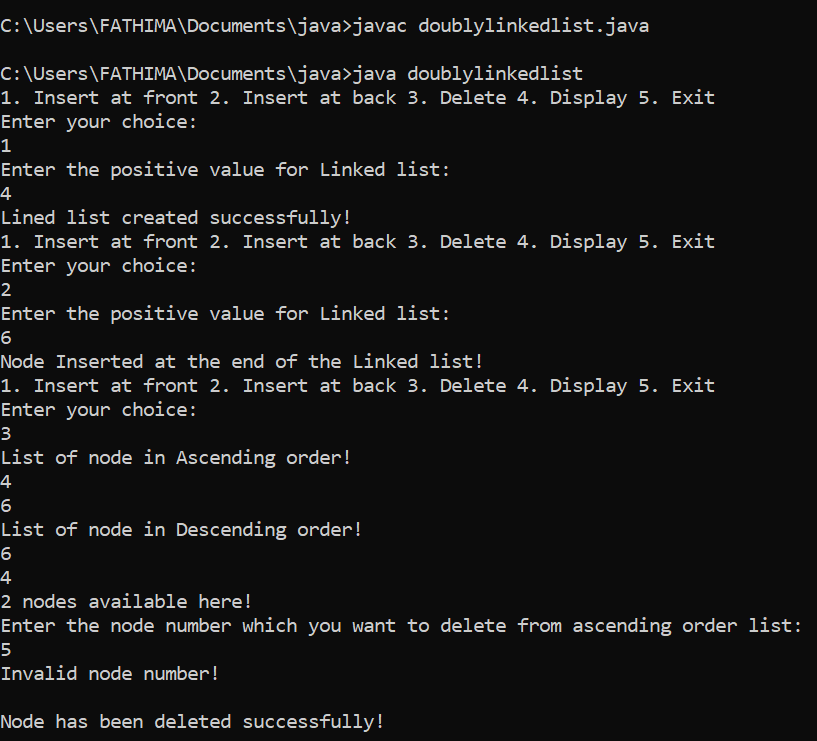 C:\Users\FATHIMA\Documents\java>javac doublylinkedlist.java
C:\Users\FATHIMA\Documents\java>java doublylinkedlist
1. Insert at front 2. Insert at back 3. Delete 4. Display 5. Exit
Enter your choice:
1
Enter the positive value for Linked list:
4
Lined list created successfully!
1. Insert at front 2. Insert at back 3. Delete 4. Display 5. Exit
Enter your choice:
2
Enter the positive value for Linked list:
6
Node Inserted at the end of the Linked list!
1. Insert at front 2. Insert at back 3. Delete 4. Display 5. Exit
Enter your choice:
3
List of node in Ascending order!
4
6
List of node in Descending order!
6
4
2 nodes available here!
Enter the node number which you want to delete from ascending order list:
5
Invalid node number!
Node has been deleted successfully!